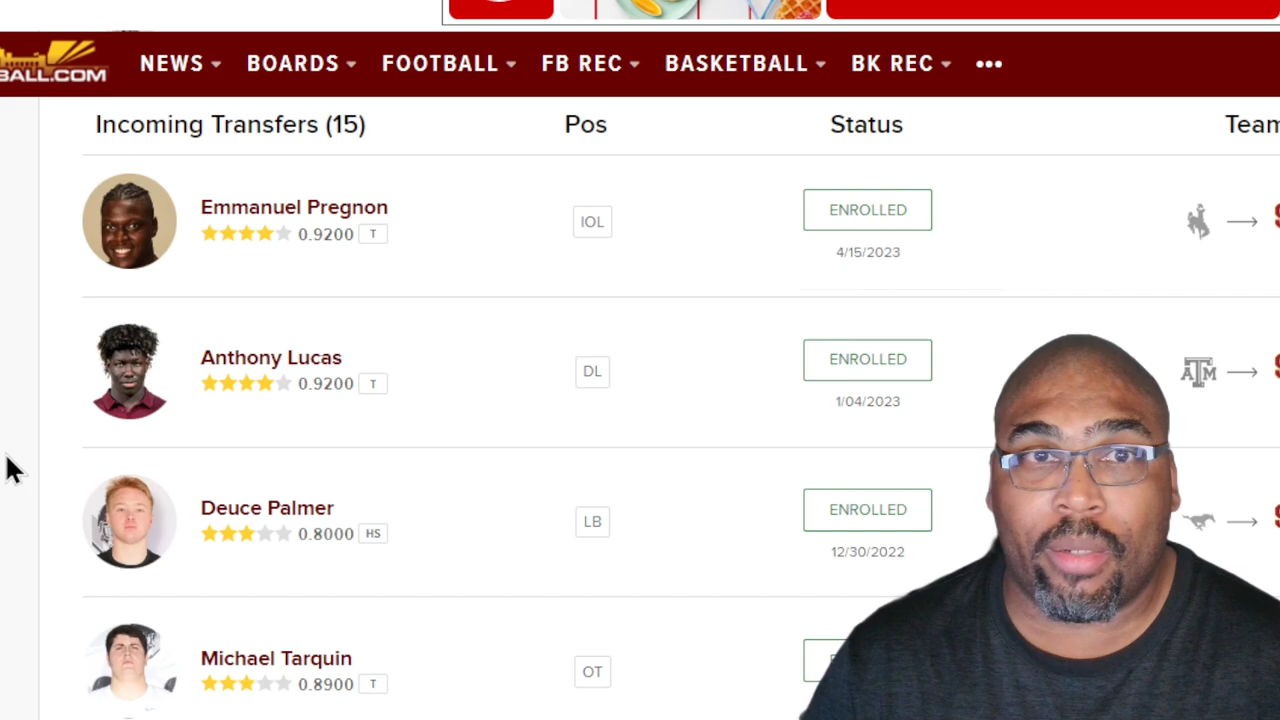 BALL.COM
NEWS
BOARDS
FOOTBALL
FB REC
BASKETBALL
BK REC
•••
Incoming Transfers (15) Pos Status Team
Emmanuel Pregnon
0.9200 T
IOL
ENROLLED
4/15/2023
Anthony Lucas
0.9200 T
DL
ENROLLED
1/04/2023
ATM
Deuce Palmer
0.8000 HS
LB
ENROLLED
12/30/2022
Michael Tarquin
0.8900 T
OT